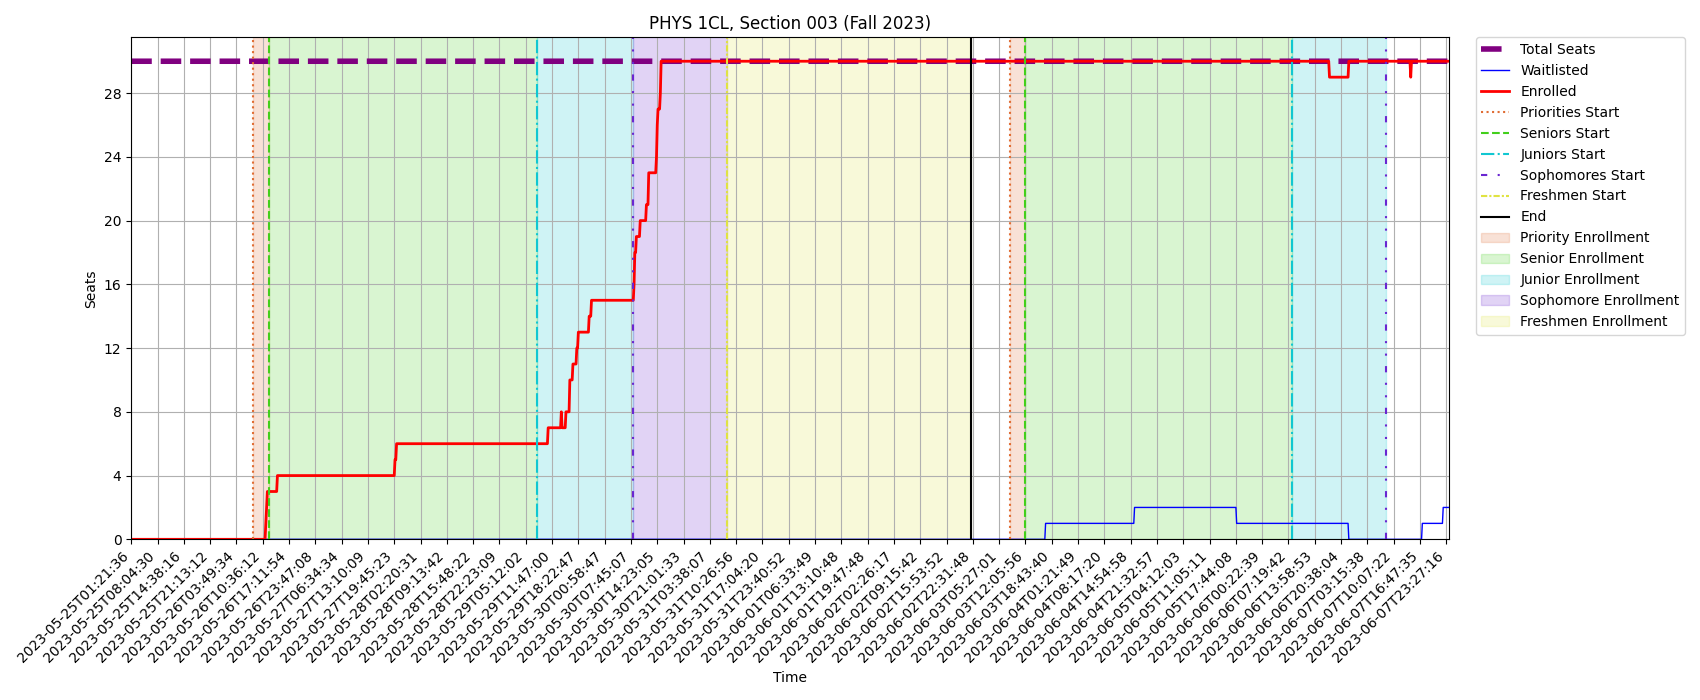 PHYS 1CL, Section 003 (Fall 2023)
Total Seats
Waitlisted
Enrolled
Priorities Start
Seniors Start
Juniors Start
Sophomores Start
Freshmen Start
End
Priority Enrollment
Senior Enrollment
Junior Enrollment
Sophomore Enrollment
Freshmen Enrollment
Seats
28
24
20
16
12
8
4
0
2023-05-25T01:21:36
2023-05-25T08:04:30
2023-05-25T14:38:16
2023-05-25T21:13:12
2023-05-26T03:49:34
2023-05-26T10:36:12
2023-05-26T17:11:54
2023-05-26T23:47:08
2023-05-27T06:34:34
2023-05-27T13:10:09
2023-05-27T19:45:23
2023-05-28T02:20:31
2023-05-28T09:13:42
2023-05-28T15:48:22
2023-05-28T22:23:09
2023-05-29T05:12:02
2023-05-29T11:47:00
2023-05-29T18:22:47
2023-05-30T00:58:47
2023-05-30T07:45:07
2023-05-30T14:23:05
2023-05-30T21:01:33
2023-05-31T03:38:07
2023-05-31T10:26:56
2023-05-31T17:04:20
2023-05-31T23:40:52
2023-06-01T06:33:49
2023-06-01T13:10:48
2023-06-01T19:47:48
2023-06-02T02:26:17
2023-06-02T09:15:42
2023-06-02T15:53:52
2023-06-02T22:31:48
2023-06-03T05:27:01
2023-06-03T12:05:56
2023-06-03T18:43:40
2023-06-04T01:21:49
2023-06-04T08:17:20
2023-06-04T14:54:58
2023-06-04T21:32:57
2023-06-05T04:12:03
2023-06-05T11:05:11
2023-06-05T17:44:08
2023-06-06T00:22:39
2023-06-06T07:19:42
2023-06-06T13:58:53
2023-06-06T20:38:04
2023-06-07T03:15:38
2023-06-07T10:07:22
2023-06-07T16:47:35
2023-06-07T23:27:16
Time